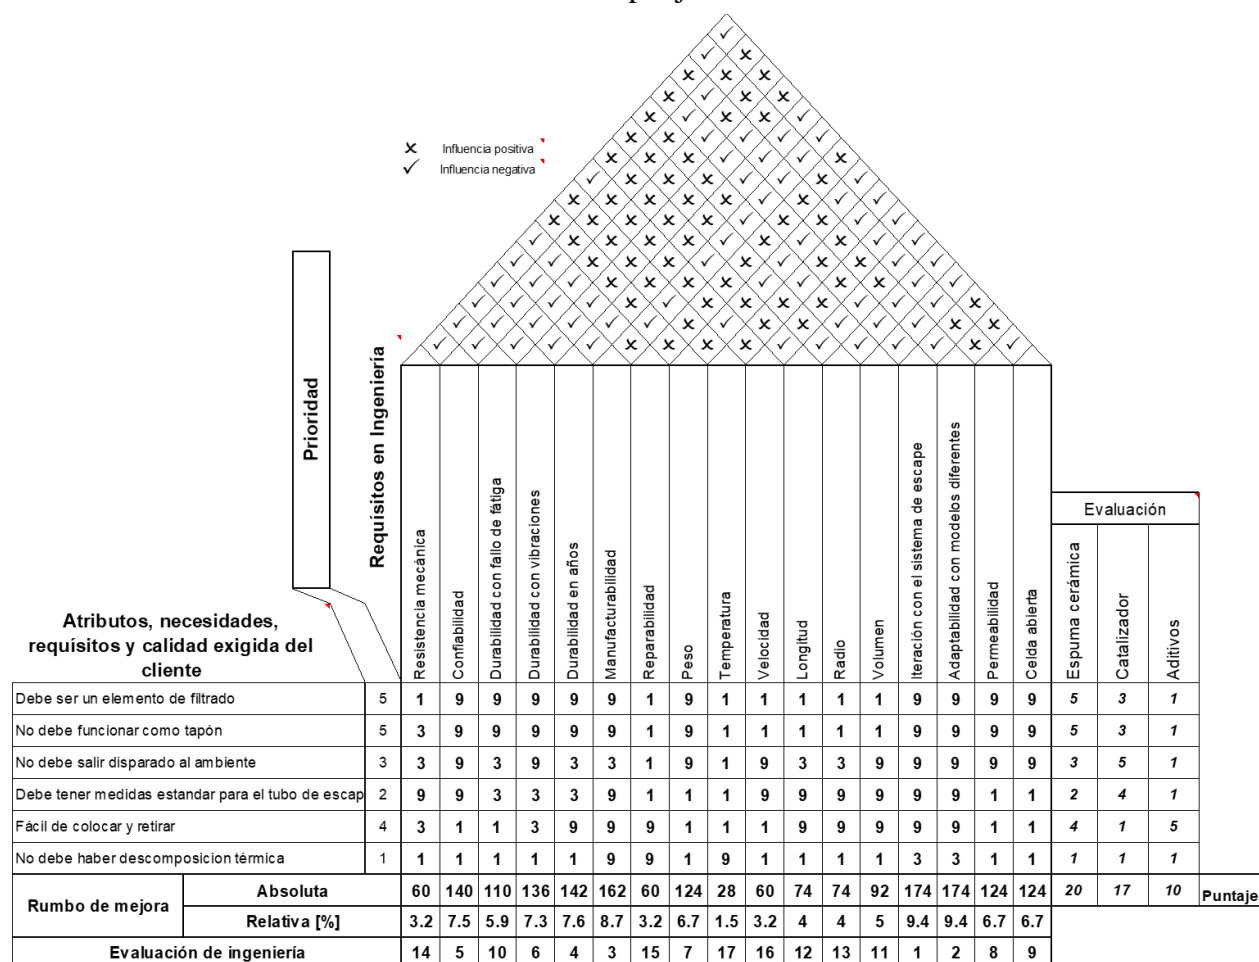 ✗ Influencia positiva
✓ Influencia negativa
Prioridad
Requísitos en Ingeniería
Resistencia mecánica
Confiabilidad
Durabilidad con fallo de fátiga
Durabilidad con vibraciones
Durabilidad en años
Manufacturabilidad
Reparabilidad
Peso
Temperatura
Velocidad
Longitud
Radio
Volumen
Iteración con el sistema de escape
Adaptabilidad con modelos diferentes
Permeabilidad
Celda abierta
Evaluación
Espuma cerámica
Catalizador
Aditivos
Atributos, necesidades,
requísitos y calidad exigida del
cliente
Debe ser un elemento de filtrado 5 1 9 9 9 9 9 1 9 1 1 1 1 1 9 9 9 9 5 3 1
No debe funcionar como tapón 5 3 9 9 9 9 9 1 9 1 1 1 1 1 9 9 9 9 5 3 1
No debe salir disparado al ambiente 3 3 9 3 9 3 3 1 9 1 9 3 3 9 9 9 9 9 3 5 1
Debe tener medidas estandar para el tubo de escap 2 9 9 3 3 3 9 1 1 1 9 9 9 9 9 9 1 1 2 4 1
Fácil de colocar y retirar 4 3 1 1 3 9 9 9 1 1 1 9 9 9 9 9 1 1 4 1 5
No debe haber descomposicion térmica 1 1 1 1 1 1 9 9 1 9 1 1 1 1 3 3 1 1 1 1 1
Rumbo de mejora
Absoluta 60 140 110 136 142 162 60 124 28 60 74 74 92 174 174 124 124 20 17 10 Puntaje
Relativa [%] 3.2 7.5 5.9 7.3 7.6 8.7 3.2 6.7 1.5 3.2 4 4 5 9.4 9.4 6.7 6.7
Evaluación de ingeniería 14 5 10 6 4 3 15 7 17 16 12 13 11 1 2 8 9